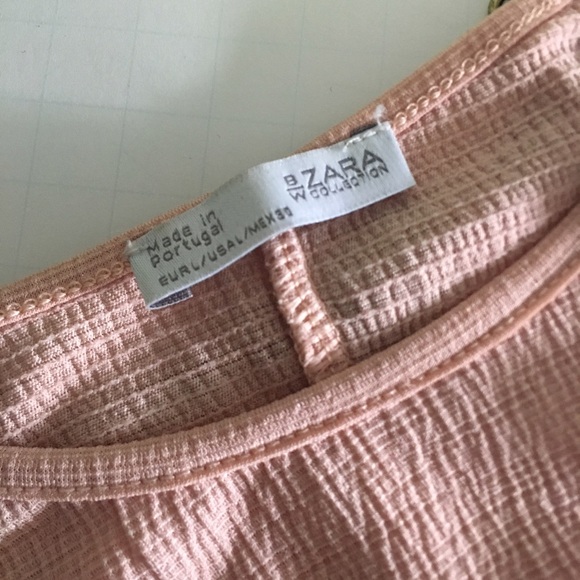 B/W ZARA
COLLECTION
Made in
Portugal
EUR L/USA L/MEX 30